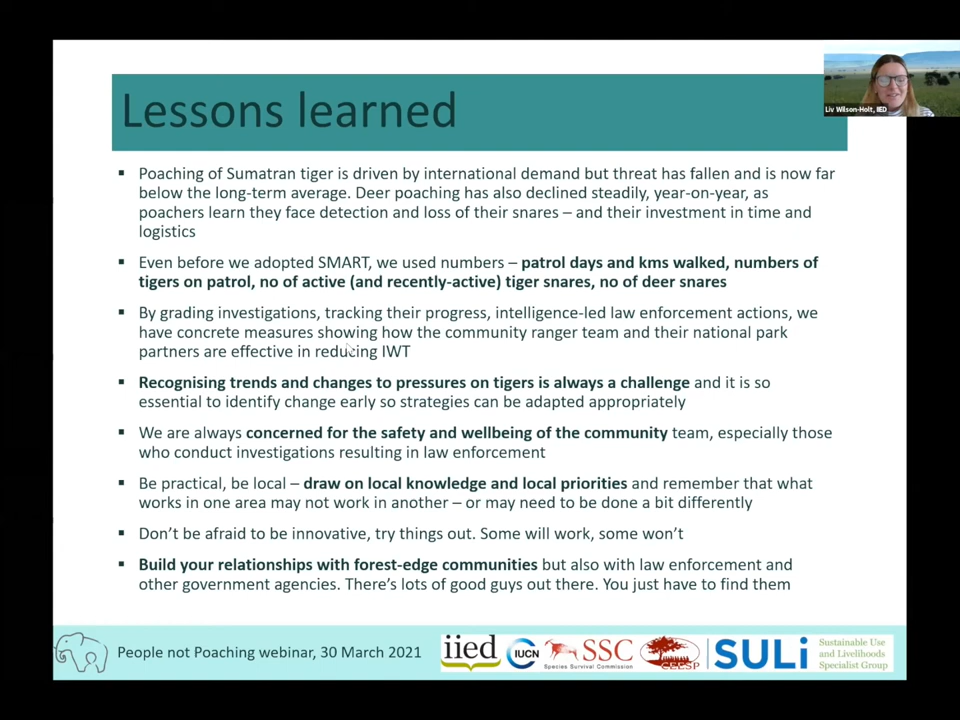 Lessons learned
Liv Wilson-Holt, IIED
▪ Poaching of Sumatran tiger is driven by international demand but threat has fallen and is now far
below the long-term average. Deer poaching has also declined steadily, year-on-year, as
poachers learn they face detection and loss of their snares – and their investment in time and
logistics
▪ Even before we adopted SMART, we used numbers – patrol days and kms walked, numbers of
tigers on patrol, no of active (and recently-active) tiger snares, no of deer snares
▪ By grading investigations, tracking their progress, intelligence-led law enforcement actions, we
have concrete measures showing how the community ranger team and their national park
partners are effective in reducing IWT
▪ Recognising trends and changes to pressures on tigers is always a challenge and it is so
essential to identify change early so strategies can be adapted appropriately
▪ We are always concerned for the safety and wellbeing of the community team, especially those
who conduct investigations resulting in law enforcement
▪ Be practical, be local – draw on local knowledge and local priorities and remember that what
works in one area may not work in another – or may need to be done a bit differently
▪ Don’t be afraid to be innovative, try things out. Some will work, some won’t
▪ Build your relationships with forest-edge communities but also with law enforcement and
other government agencies. There’s lots of good guys out there. You just have to find them
People not Poaching webinar, 30 March 2021
iied
IUCN
SSC
Species Survival Commission
CEESP
SULi
Sustainable Use
and Livelihoods
Specialist Group